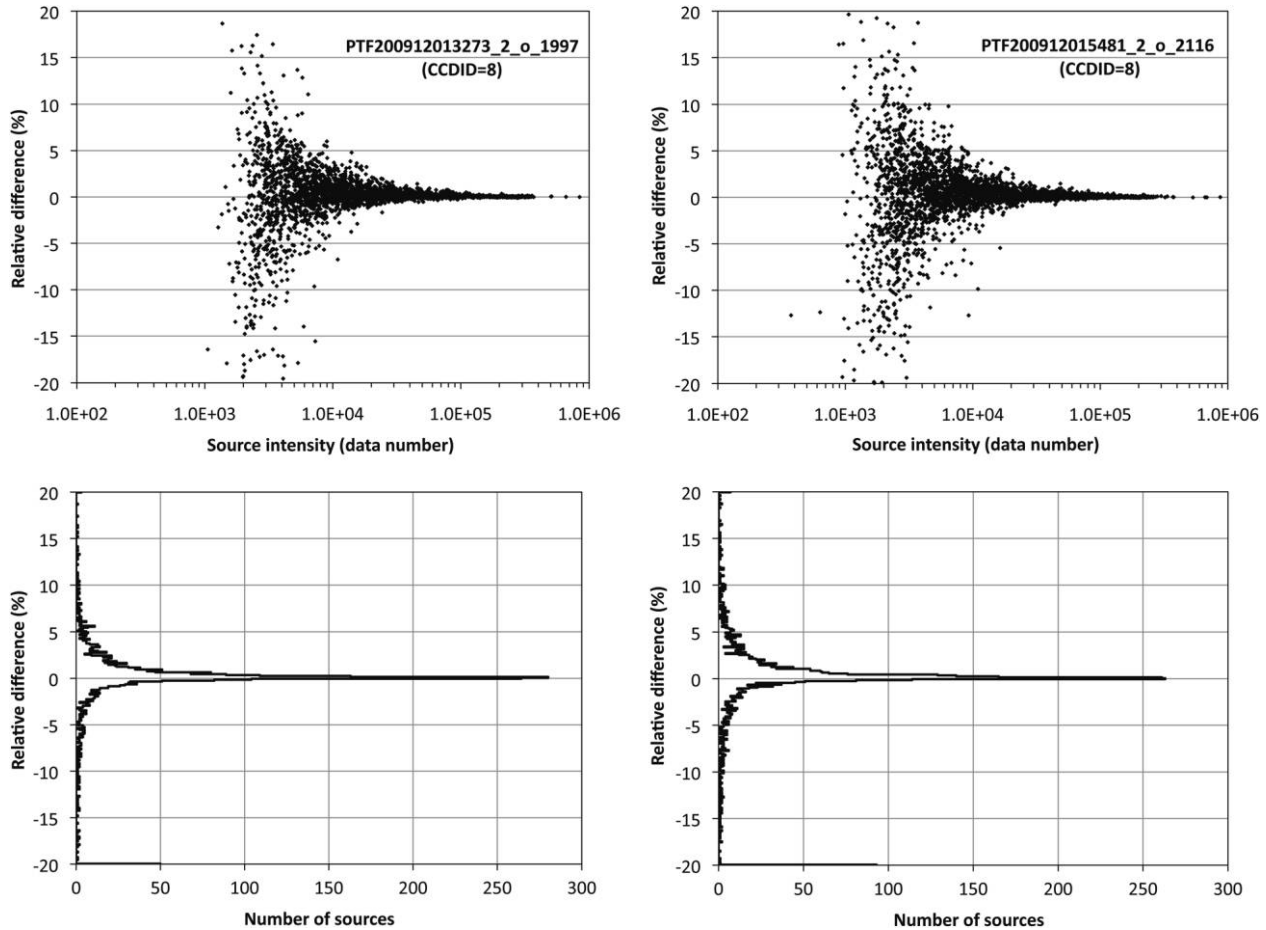 PTF200912013273_2_o_1997
(CCDID=8)
Relative difference (%)
20
15
10
5
0
-5
-10
-15
-20
1.0E+02 1.0E+03 1.0E+04 1.0E+05 1.0E+06
Source intensity (data number)
PTF200912015481_2_o_2116
(CCDID=8)
Relative difference (%)
20
15
10
5
0
-5
-10
-15
-20
1.0E+02 1.0E+03 1.0E+04 1.0E+05 1.0E+06
Source intensity (data number)
Relative difference (%)
20
15
10
5
0
-5
-10
-15
-20
0 50 100 150 200 250 300
Number of sources
Relative difference (%)
20
15
10
5
0
-5
-10
-15
-20
0 50 100 150 200 250 300
Number of sources